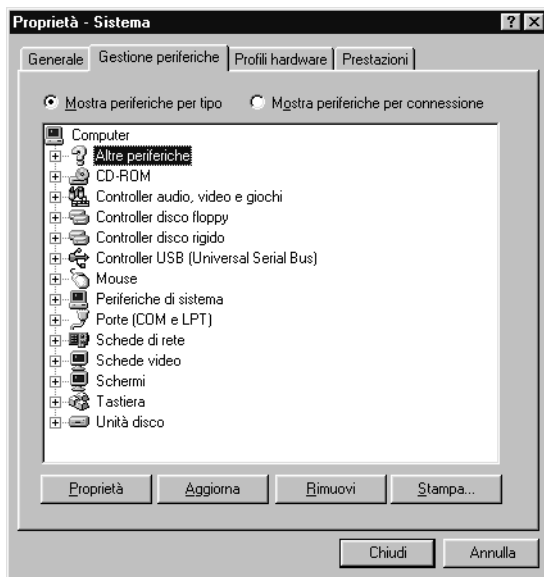 Proprietà - Sistema
Generale Gestione periferiche Profili hardware Prestazioni
Mostra periferiche per tipo Mostra periferiche per connessione
Computer
Altre periferiche
CD-ROM
Controller audio, video e giochi
Controller disco floppy
Controller disco rigido
Controller USB (Universal Serial Bus)
Mouse
Periferiche di sistema
Porte (COM e LPT)
Schede di rete
Schede video
Schermi
Tastiera
Unità disco
Proprietà Aggiorna Rimuovi Stampa...
Chiudi Annulla